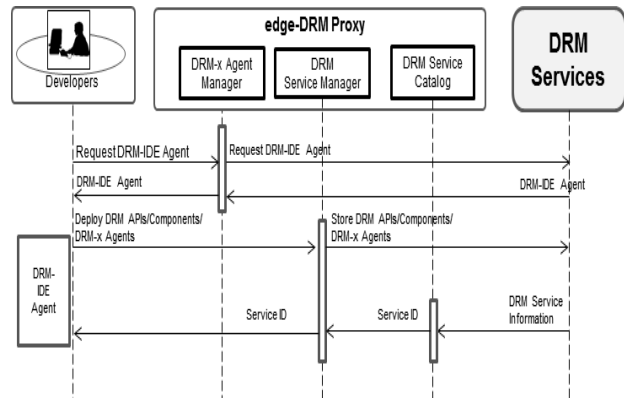 edge-DRM Proxy
Developers
DRM-x Agent
Manager
DRM
Service Manager
DRM Service
Catalog
DRM
Services
Request DRM-IDE Agent
Request DRM-IDE Agent
DRM-IDE Agent
DRM-IDE Agent
Deploy DRM APIs/Components/
DRM-x Agents
Store DRM APIs/Components/
DRM-x Agents
DRM-
IDE
Agent
Service ID
Service ID
DRM Service
Information